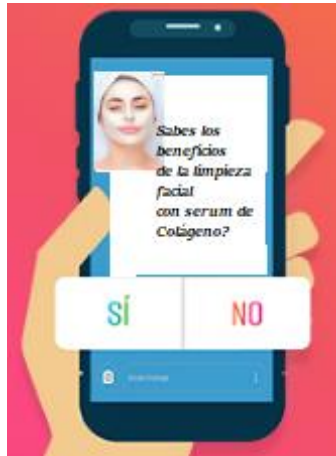 Sabes los
beneficios
de la limpieza
facial
con serum de
Colágeno?
SÍ NO